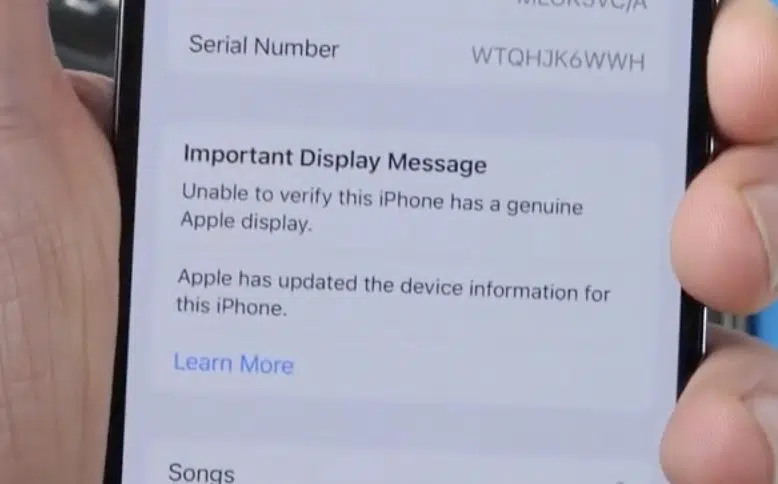 Serial Number WTQHJK6WWH
Important Display Message
Unable to verify this iPhone has a genuine
Apple display.
Apple has updated the device information for
this iPhone.
Learn More
Songs